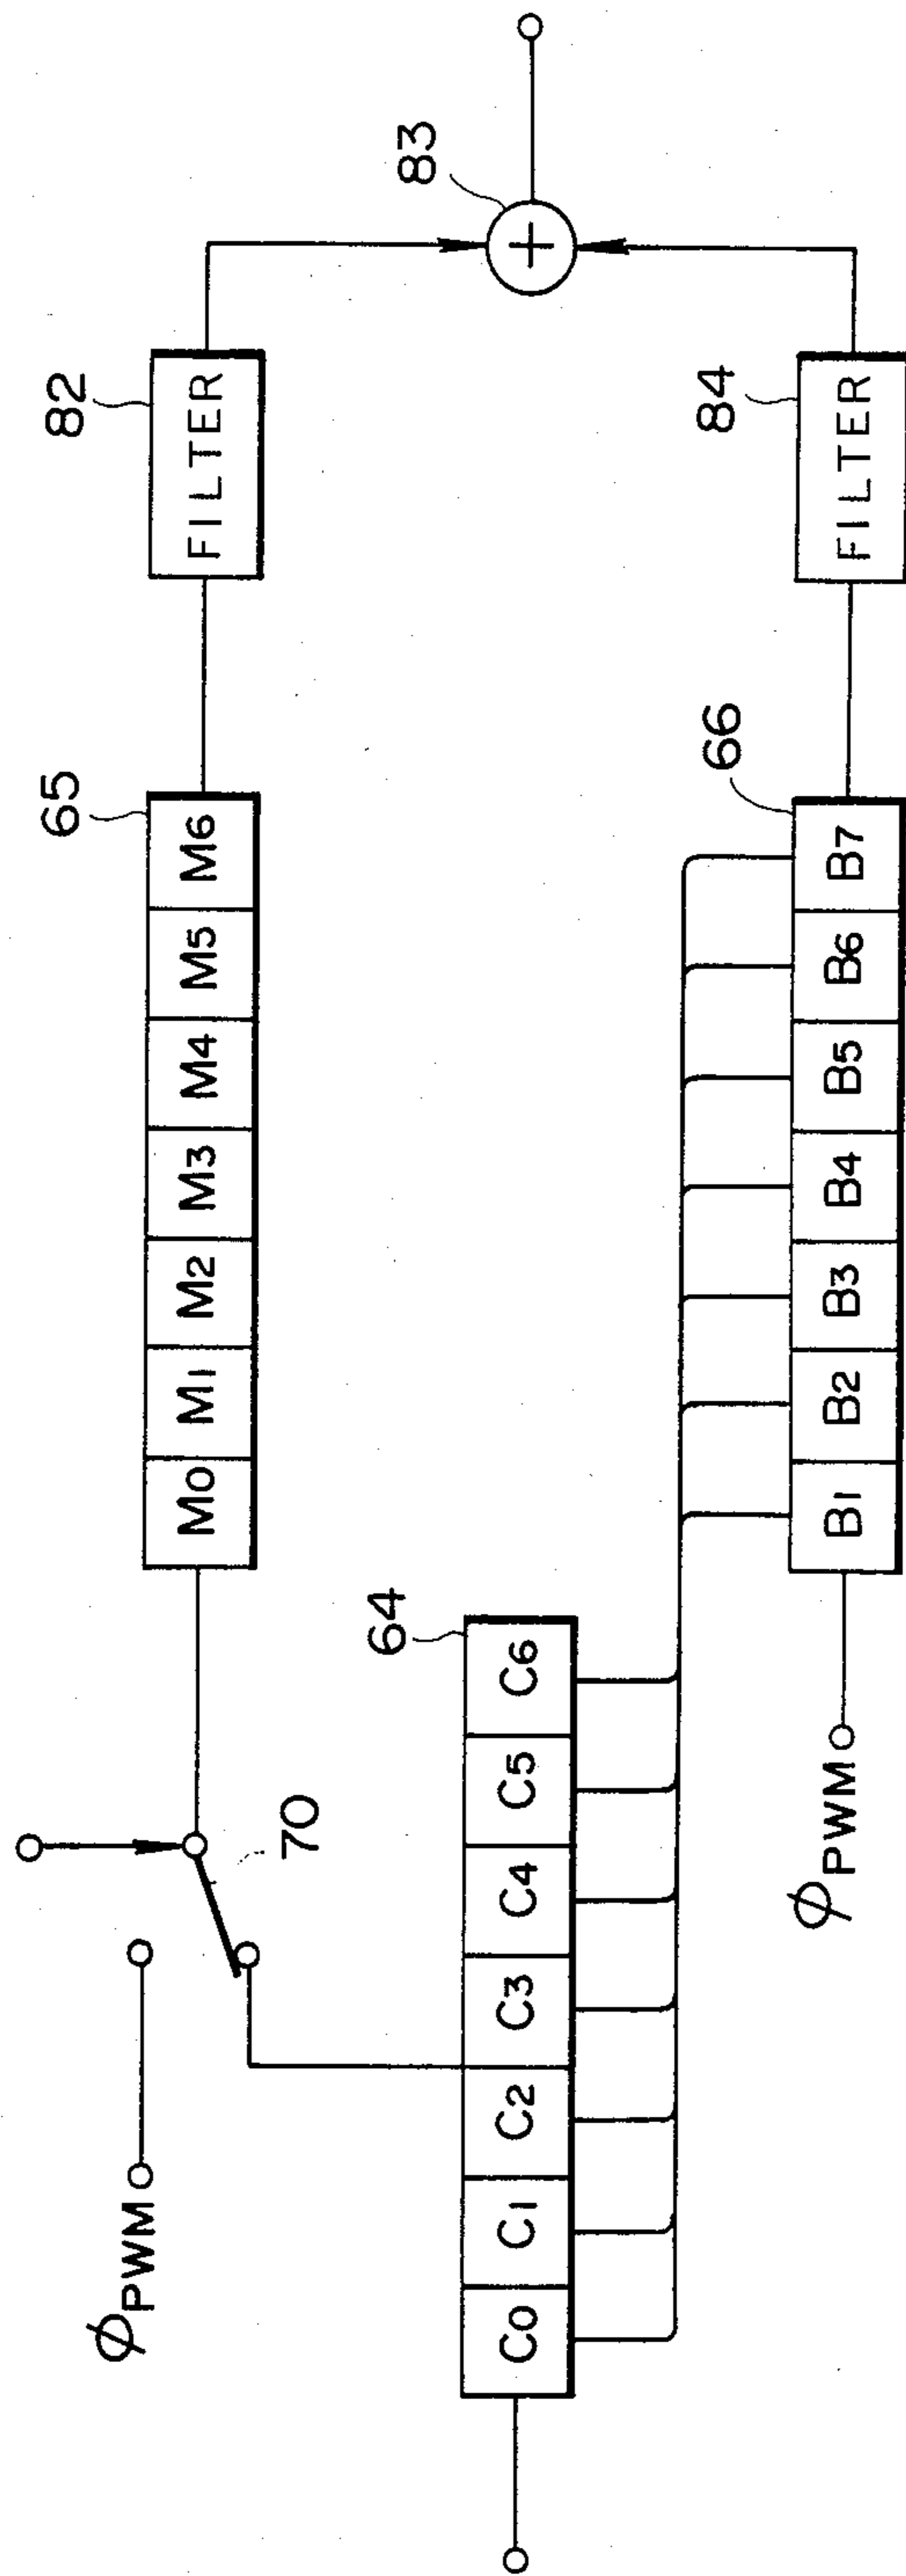 ϕPWM
70
65
M0 M1 M2 M3 M4 M5 M6
82
FILTER
83
64
C0 C1 C2 C3 C4 C5 C6
ϕPWM
66
B1 B2 B3 B4 B5 B6 B7
84
FILTER